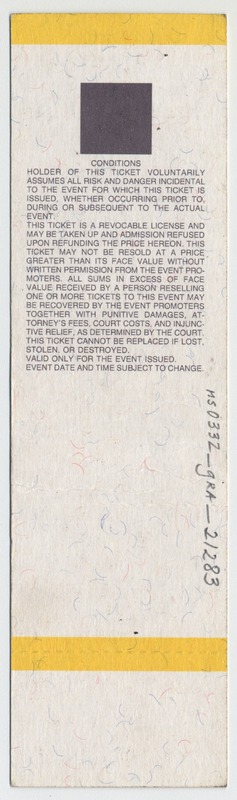 CONDITIONS
HOLDER OF THIS TICKET VOLUNTARILY
ASSUMES ALL RISK AND DANGER INCIDENTAL
TO THE EVENT FOR WHICH THIS TICKET IS
ISSUED, WHETHER OCCURRING PRIOR TO,
DURING OR SUBSEQUENT TO THE ACTUAL
EVENT.
THIS TICKET IS A REVOCABLE LICENSE AND
MAY BE TAKEN UP AND ADMISSION REFUSED
UPON REFUNDING THE PRICE HEREON. THIS
TICKET MAY NOT BE RESOLD AT A PRICE
GREATER THAN ITS FACE VALUE WITHOUT
WRITTEN PERMISSION FROM THE EVENT PRO-
MOTERS. ALL SUMS IN EXCESS OF FACE
VALUE RECEIVED BY A PERSON RESELLING
ONE OR MORE TICKETS TO THIS EVENT MAY
BE RECOVERED BY THE EVENT PROMOTERS
TOGETHER WITH PUNITIVE DAMAGES, AT-
TORNEY'S FEES, COURT COSTS, AND INJUNC-
TIVE RELIEF, AS DETERMINED BY THE COURT.
THIS TICKET CANNOT BE REPLACED IF LOST,
STOLEN, OR DESTROYED.
VALID ONLY FOR THE EVENT ISSUED.
EVENT DATE AND TIME SUBJECT TO CHANGE.
ms0332_gra_21283